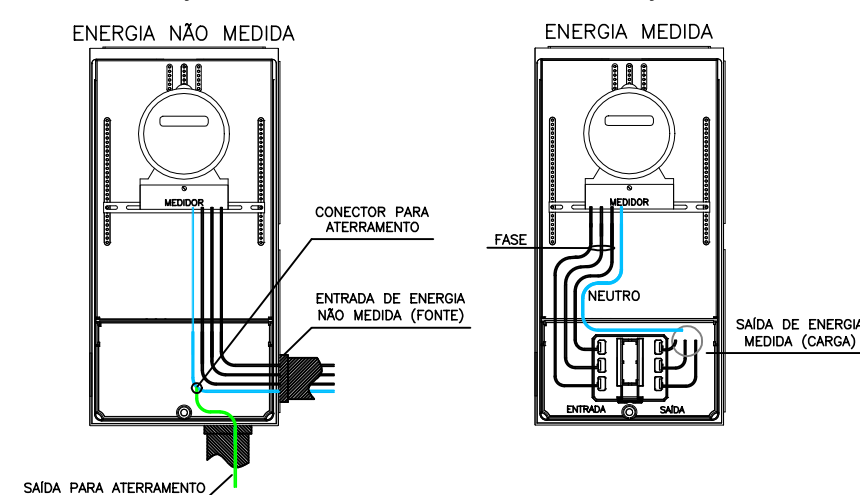 ENERGIA NÃO MEDIDA
MEDIDOR
CONECTOR PARA
ATERRAMENTO
ENTRADA DE ENERGIA
NÃO MEDIDA (FONTE)
SAÍDA PARA ATERRAMENTO
ENERGIA MEDIDA
MEDIDOR
FASE
NEUTRO
SAÍDA DE ENERGIA
MEDIDA (CARGA)
ENTRADA
SAÍDA